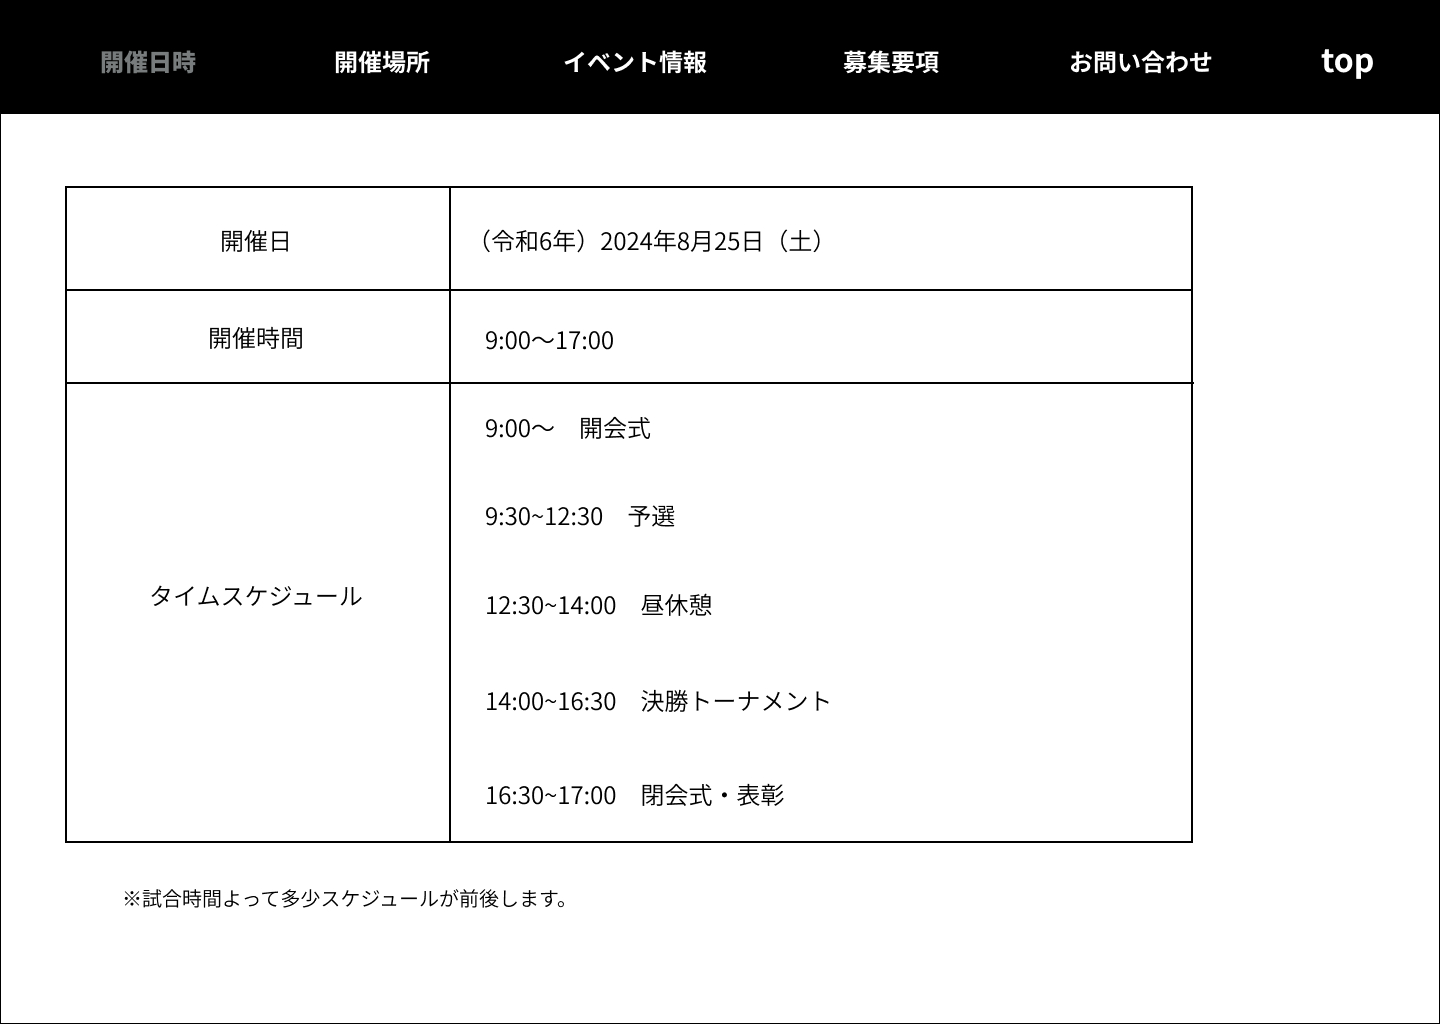 開催日時 開催場所 イベント情報 募集要項 お問い合わせ top
開催日 （令和6年）2024年8月25日（土）
開催時間 9:00〜17:00
9:00〜　開会式
9:30~12:30　予選
タイムスケジュール
12:30~14:00　昼休憩
14:00~16:30　決勝トーナメント
16:30~17:00　閉会式・表彰
※試合時間よって多少スケジュールが前後します。